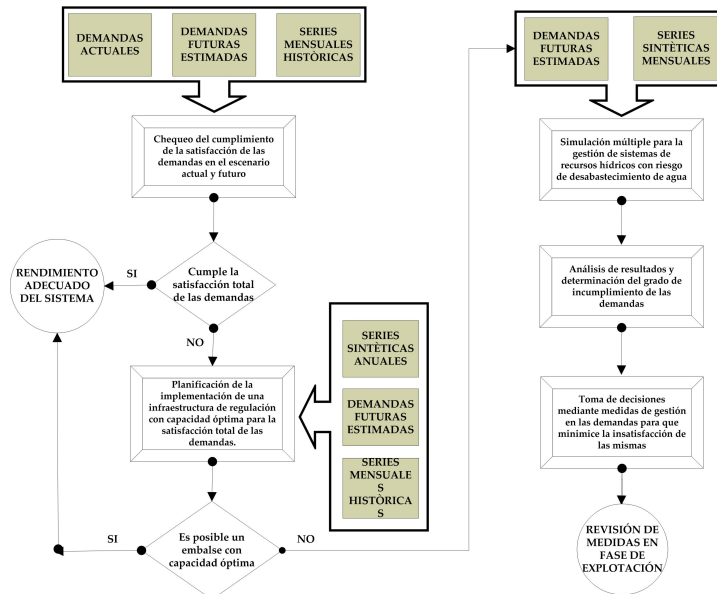 DEMANDAS
ACTUALES
DEMANDAS
FUTURAS
ESTIMADAS
SERIES
MENSUALES
HISTÒRICAS
Chequeo del cumplimiento
de la satisfacción de las
demandas en el escenario
actual y futuro
Cumple la
satisfacción total
de las demandas
SI
RENDIMIENTO
ADECUADO
DEL SISTEMA
NO
Planificación de la
implementación de una
infraestructura de regulación
con capacidad óptima para la
satisfacción total de las
demandas.
SERIES
SINTÈTICAS
ANUALES
DEMANDAS
FUTURAS
ESTIMADAS
SERIES
MENSUALE
S
HISTÒRICA
S
Es posible un
embalse con
capacidad óptima
SI
NO
DEMANDAS
FUTURAS
ESTIMADAS
SERIES
SINTÈTICAS
MENSUALES
Simulación múltiple para la
gestión de sistemas de
recursos hídricos con riesgo
de desabastecimiento de agua
Análisis de resultados y
determinación del grado de
incumplimiento de las
demandas
Toma de decisiones
mediante medidas de gestión
en las demandas para que
minimice la insatisfacción de
las mismas
REVISIÓN DE
MEDIDAS EN
FASE DE
EXPLOTACIÓN